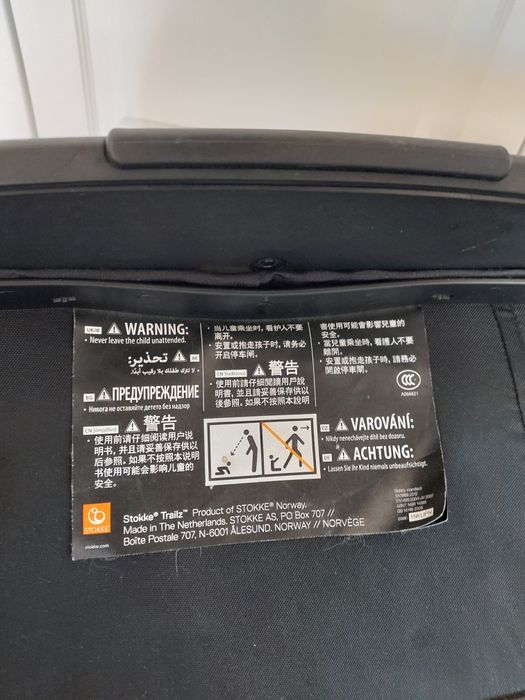 UK/IE WARNING:
• Never leave the child unattended.
AE تحذير:
• لا تترك طفلك بلا رقيب أبدًا.
BG ПРЕДУПРЕЖДЕНИЕ
• Никога не оставяйте детето без надзор
CN Simplified 警告
• 使用前请仔细阅读用户说
明书，并且请妥善保存供以
后参照。如果不按本说明
书使用可能会影响儿童的
安全。
• 当儿童乘坐时，看护人不要
离开。
• 安置或抱走孩子时，请务必
开启停车闸。
CN Traditional 警告
• 使用前請仔細閱讀用戶說
明書，並且請妥善保存供以
後參照。如果不按照本說明
書使用可能會影響兒童的
安全。
• 當兒童乘坐時，看護人不要
離開。
• 安置或抱走孩子時，請務必
開啟停車閘。
CCC
A066621
CZ VAROVÁNÍ:
• Nikdy nenechávejte dítě bez dozoru.
DE ACHTUNG:
• Lassen Sie Ihr Kind niemals unbeaufsichtigt.
STOKKE
stokke.com
Stokke® Trailz™ Product of STOKKE® Norway.
Made in The Netherlands. STOKKE AS, PO Box 707 //
Boîte Postale 707, N-6001 ÅLESUND. NORWAY // NORVÈGE